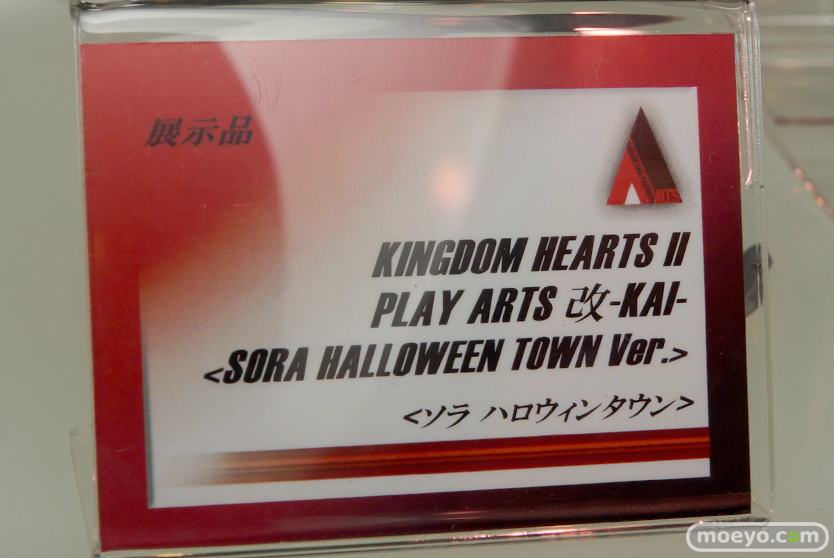 展示品
KINGDOM HEARTS II
PLAY ARTS 改-KAI-
<SORA HALLOWEEN TOWN Ver.>
<ソラ ハロウィンタウン>
moeyo.com